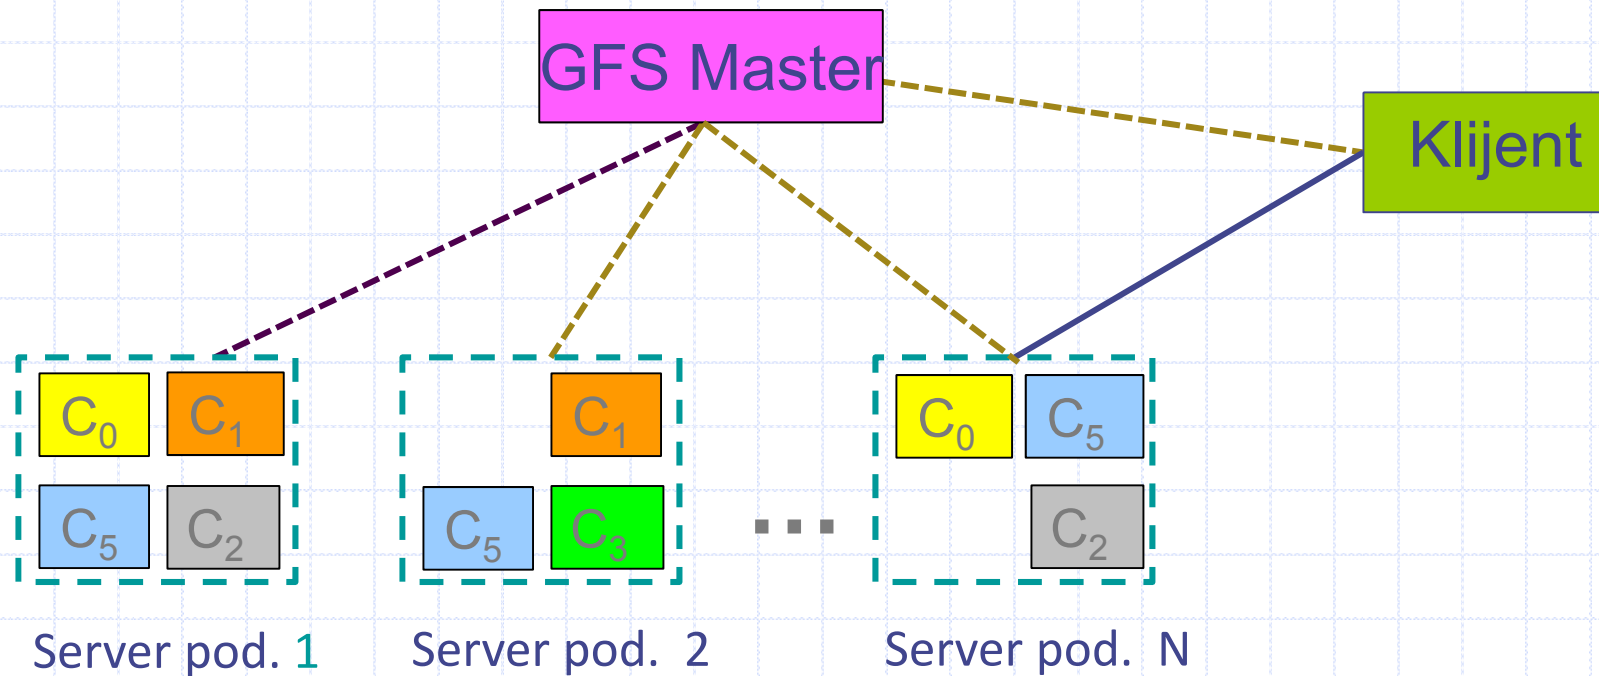 GFS Master
Klijent
C₀ C₁
C₅ C₂
C₁
C₅ C₃
...
C₀ C₅
C₂
Server pod. 1
Server pod. 2
Server pod. N